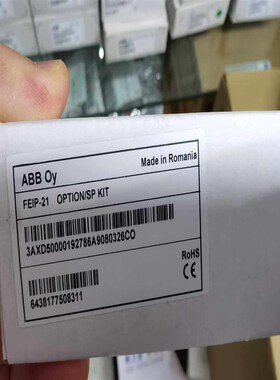 ABB Oy
Made in Romania
FEIP-21 OPTION/SP KIT
3AXD50000192786A9080326CO
RoHS
CE
6438177508311